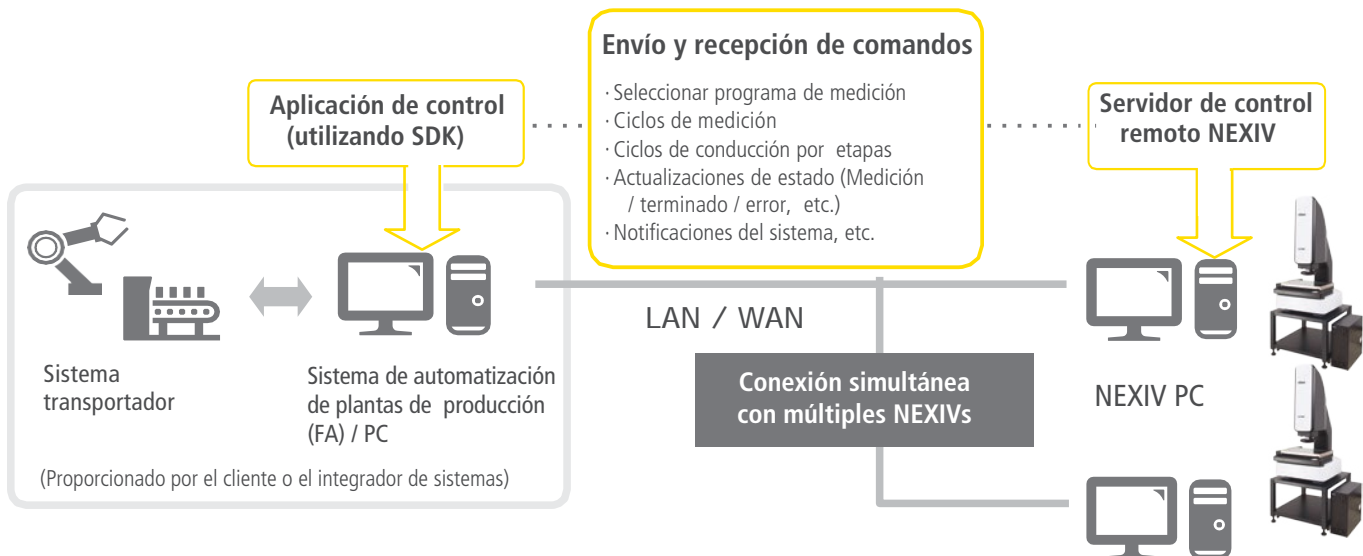 Envío y recepción de comandos
· Seleccionar programa de medición
· Ciclos de medición
· Ciclos de conducción por etapas
· Actualizaciones de estado (Medición
/ terminado / error, etc.)
· Notificaciones del sistema, etc.
Aplicación de control
(utilizando SDK)
Servidor de control
remoto NEXIV
LAN / WAN
Sistema
transportador
Sistema de automatización
de plantas de producción
(FA) / PC
(Proporcionado por el cliente o el integrador de sistemas)
Conexión simultánea
con múltiples NEXIVs
NEXIV PC